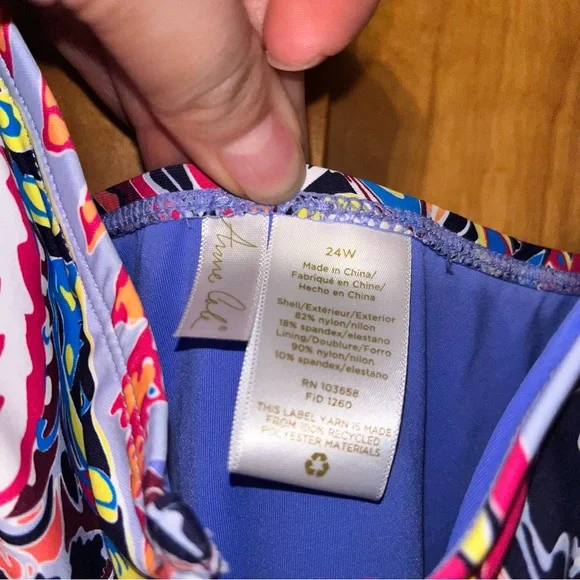 Anne Cole®
24W
Made in China/
Fabriqué en Chine/
Hecho en China
Shell/Extérieur/Exterior
82% nylon/nilon
18% spandex/elastano
Lining/Doublure/Forro
90% nylon/nilon
10% spandex/elastano
RN 103658
FID 1260
THIS LABEL YARN IS MADE
FROM 100% RECYCLED
POLYESTER MATERIALS